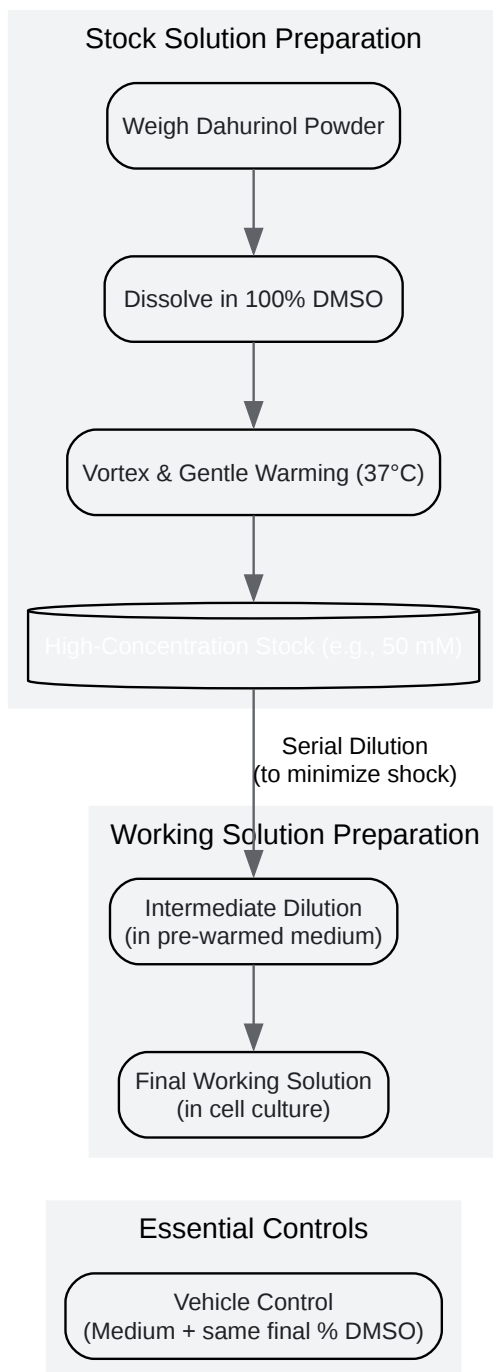 Stock Solution Preparation
Weigh Dahurinol Powder
Dissolve in 100% DMSO
Vortex & Gentle Warming (37°C)
High-Concentration Stock (e.g., 50 mM)
Serial Dilution
(to minimize shock)
Working Solution Preparation
Intermediate Dilution
(in pre-warmed medium)
Final Working Solution
(in cell culture)
Essential Controls
Vehicle Control
(Medium + same final % DMSO)